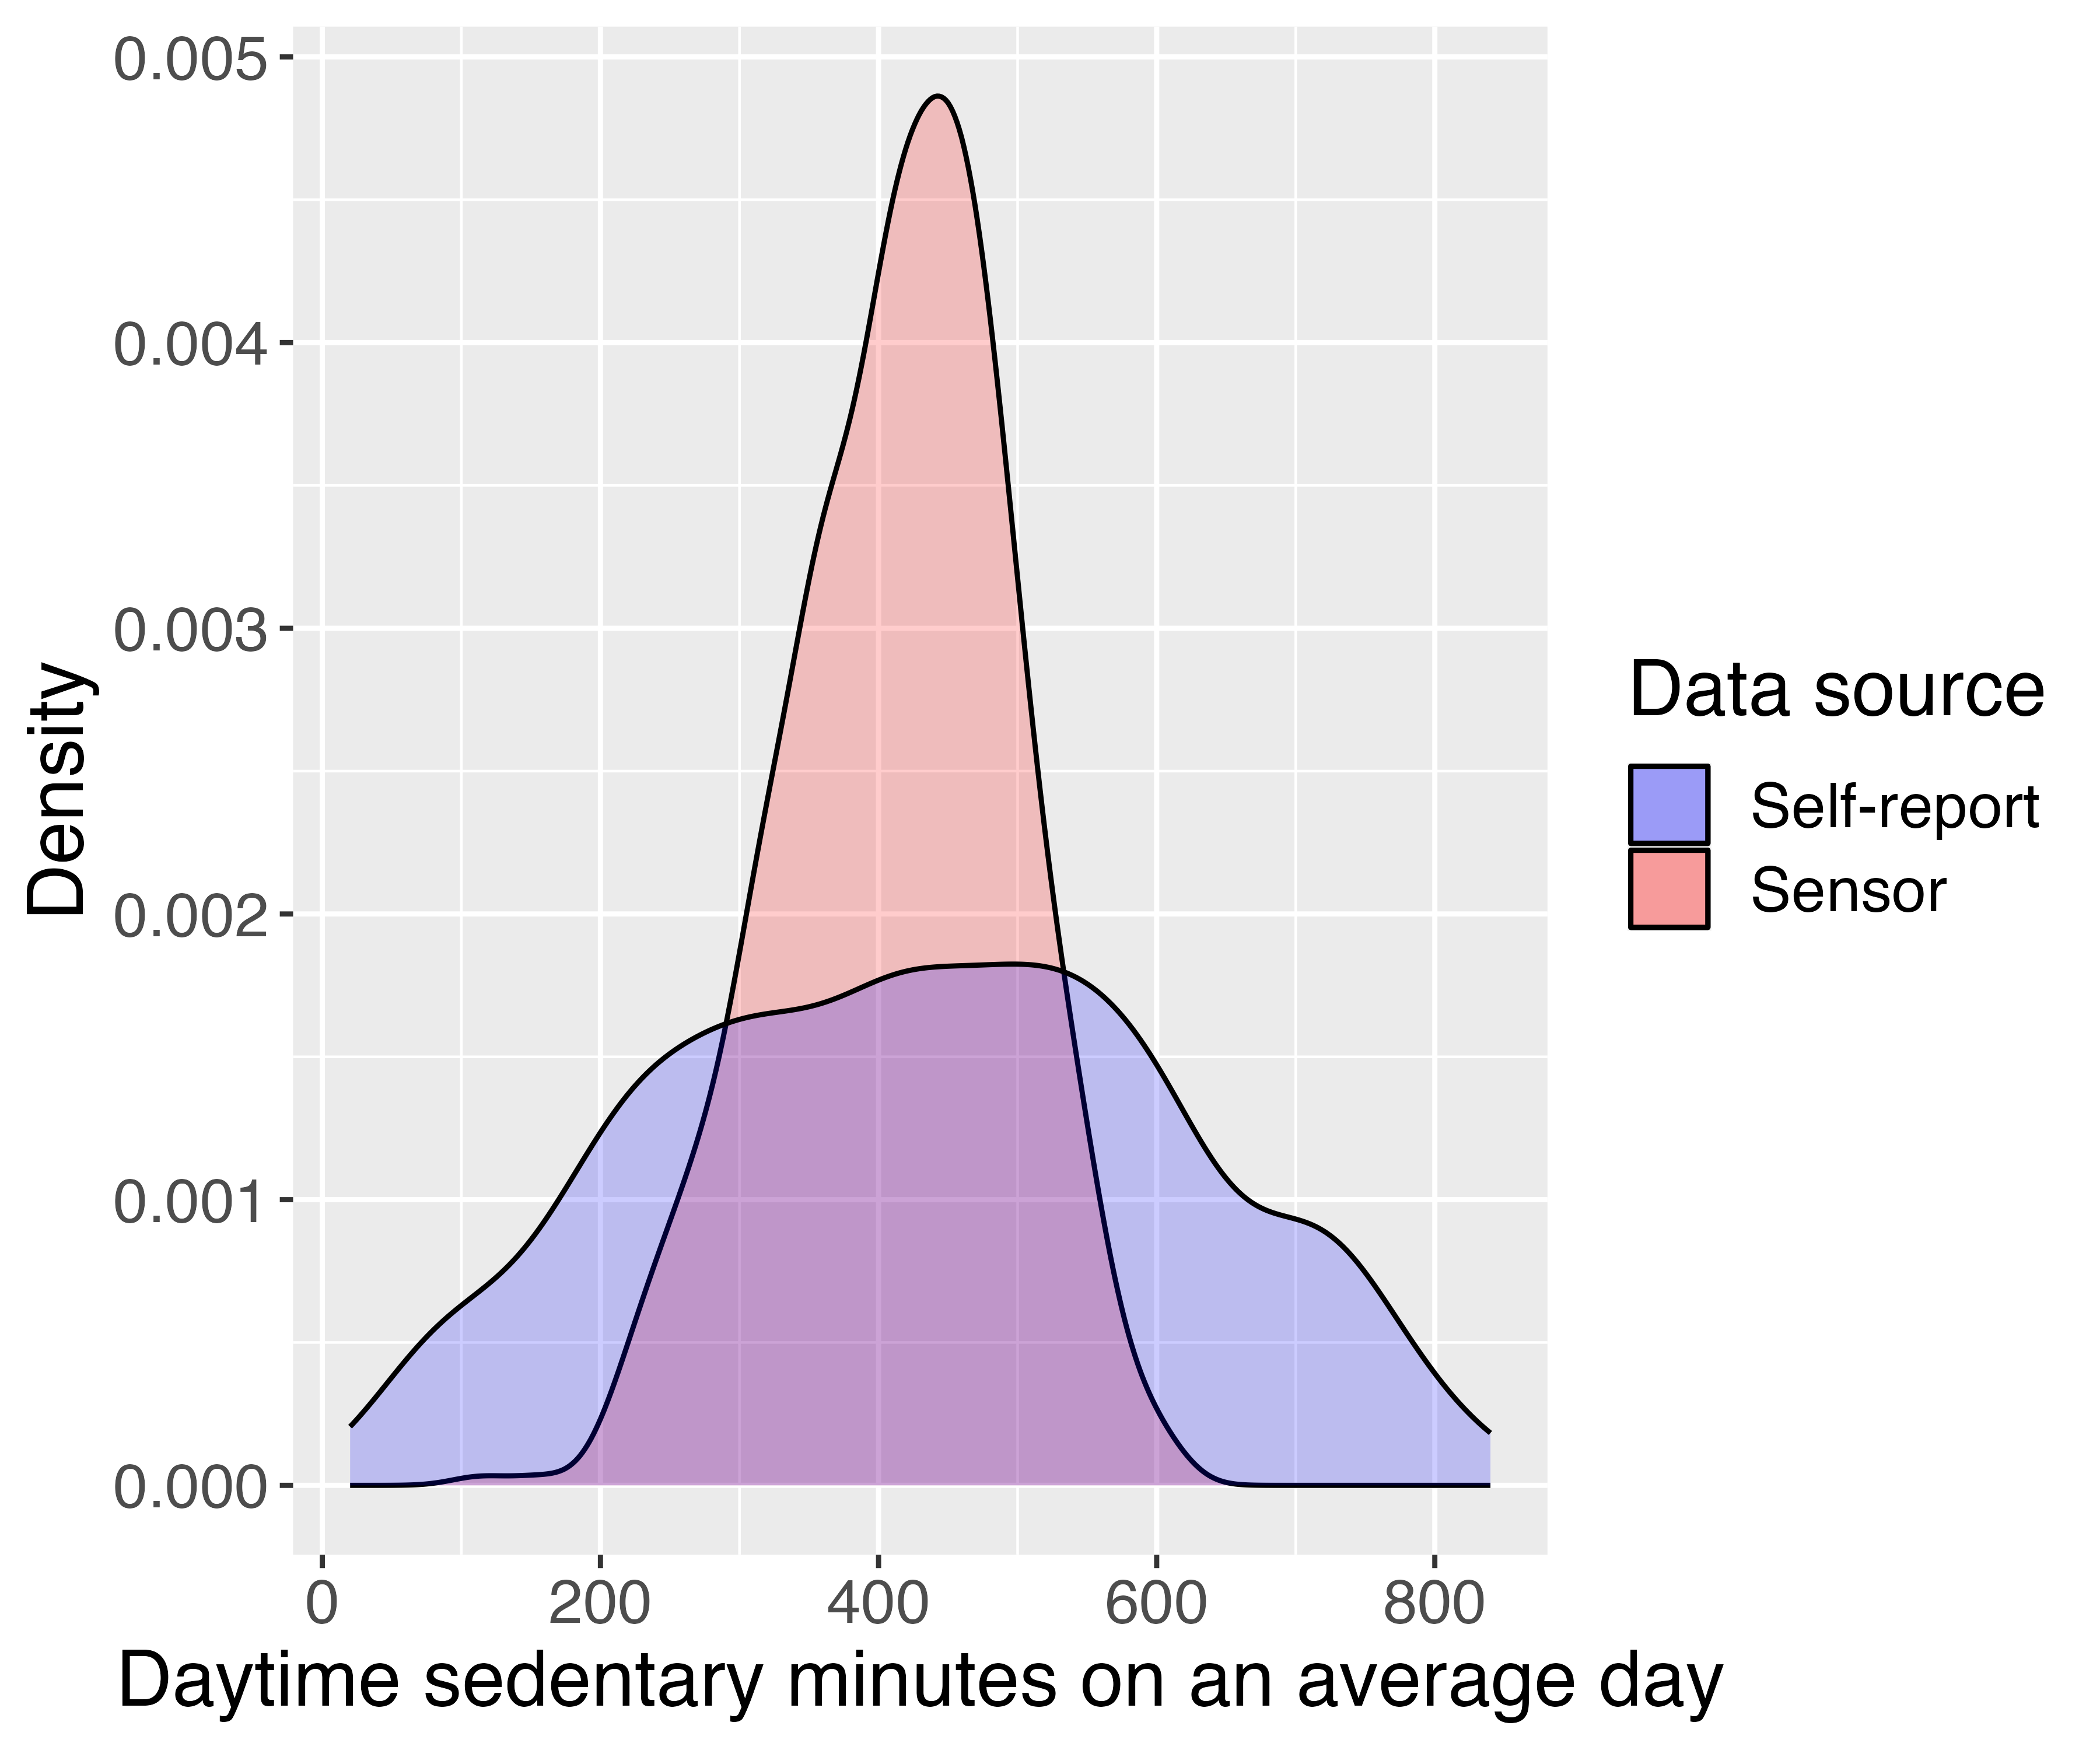 0.005
0.004
0.003
0.002
0.001
0.000
Density
0 200 400 600 800
Daytime sedentary minutes on an average day
Data source
Self-report
Sensor